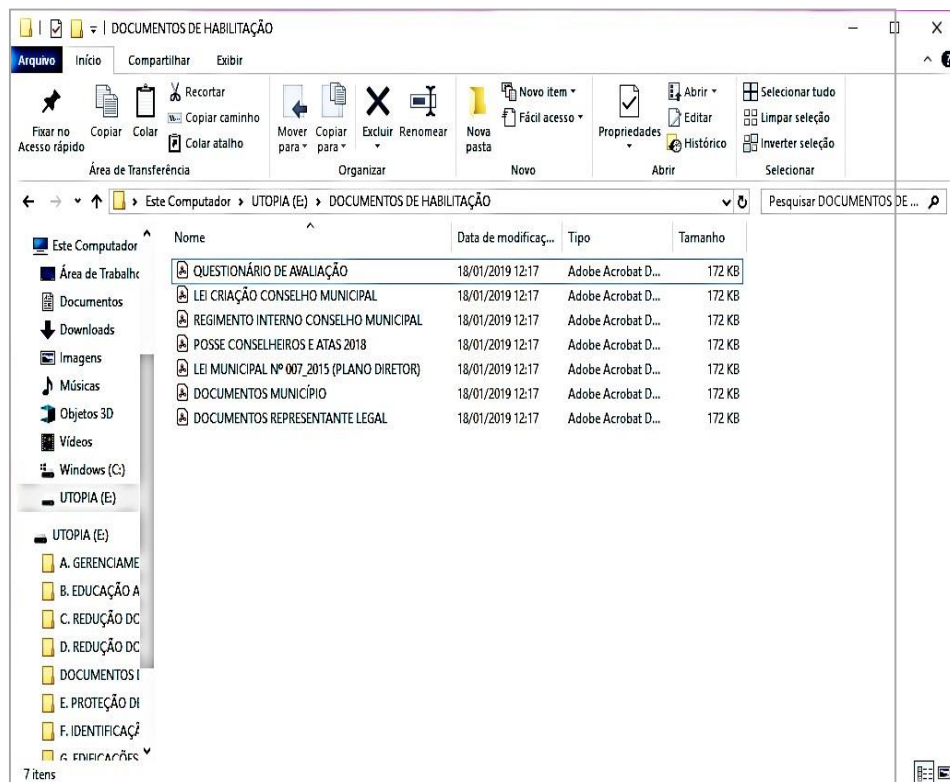 DOCUMENTOS DE HABILITAÇÃO
Arquivo Início Compartilhar Exibir
Fixar no Acesso rápido
Copiar
Colar
Recortar
Copiar caminho
Colar atalho
Mover para
Copiar para
Excluir
Renomear
Nova pasta
Novo item
Fácil acesso
Propriedades
Abrir
Editar
Histórico
Selecionar tudo
Limpar seleção
Inverter seleção
Área de Transferência Organizar Novo Abrir Selecionar
Este Computador > UTOPIA (E:) > DOCUMENTOS DE HABILITAÇÃO
Pesquisar DOCUMENTOS DE ...
Nome Data de modificaç... Tipo Tamanho
QUESTIONÁRIO DE AVALIAÇÃO 18/01/2019 12:17 Adobe Acrobat D... 172 KB
LEI CRIAÇÃO CONSELHO MUNICIPAL 18/01/2019 12:17 Adobe Acrobat D... 172 KB
REGIMENTO INTERNO CONSELHO MUNICIPAL 18/01/2019 12:17 Adobe Acrobat D... 172 KB
POSSE CONSELHEIROS E ATAS 2018 18/01/2019 12:17 Adobe Acrobat D... 172 KB
LEI MUNICIPAL Nº 007_2015 (PLANO DIRETOR) 18/01/2019 12:17 Adobe Acrobat D... 172 KB
DOCUMENTOS MUNICÍPIO 18/01/2019 12:17 Adobe Acrobat D... 172 KB
DOCUMENTOS REPRESENTANTE LEGAL 18/01/2019 12:17 Adobe Acrobat D... 172 KB
Este Computador
Área de Trabalho
Documentos
Downloads
Imagens
Músicas
Objetos 3D
Vídeos
Windows (C:)
UTOPIA (E:)
UTOPIA (E:)
A. GERENCIAME
B. EDUCAÇÃO A
C. REDUÇÃO DO
D. REDUÇÃO DO
DOCUMENTOS D
E. PROTEÇÃO DE
F. IDENTIFICAÇÃ
G. EDIFICAÇÕES
7 itens